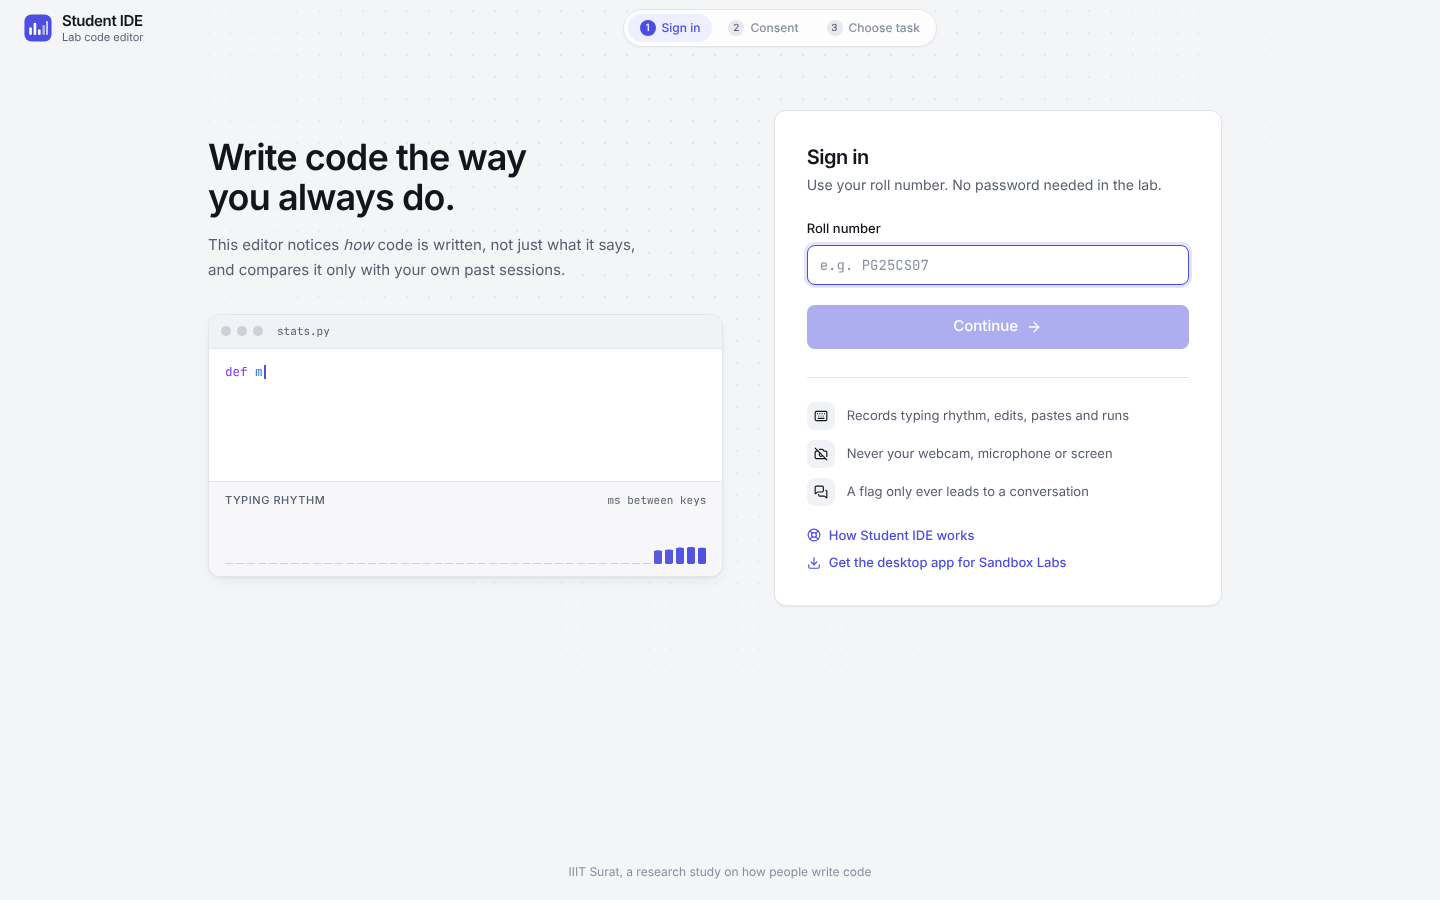 Student IDE
Lab code editor
1 Sign in
2 Consent
3 Choose task
Write code the way
you always do.
This editor notices how code is written, not just what it says,
and compares it only with your own past sessions.
stats.py
def m
TYPING RHYTHM
ms between keys
Sign in
Use your roll number. No password needed in the lab.
Roll number
e.g. PG25CS07
Continue
Records typing rhythm, edits, pastes and runs
Never your webcam, microphone or screen
A flag only ever leads to a conversation
How Student IDE works
Get the desktop app for Sandbox Labs
IIIT Surat, a research study on how people write code